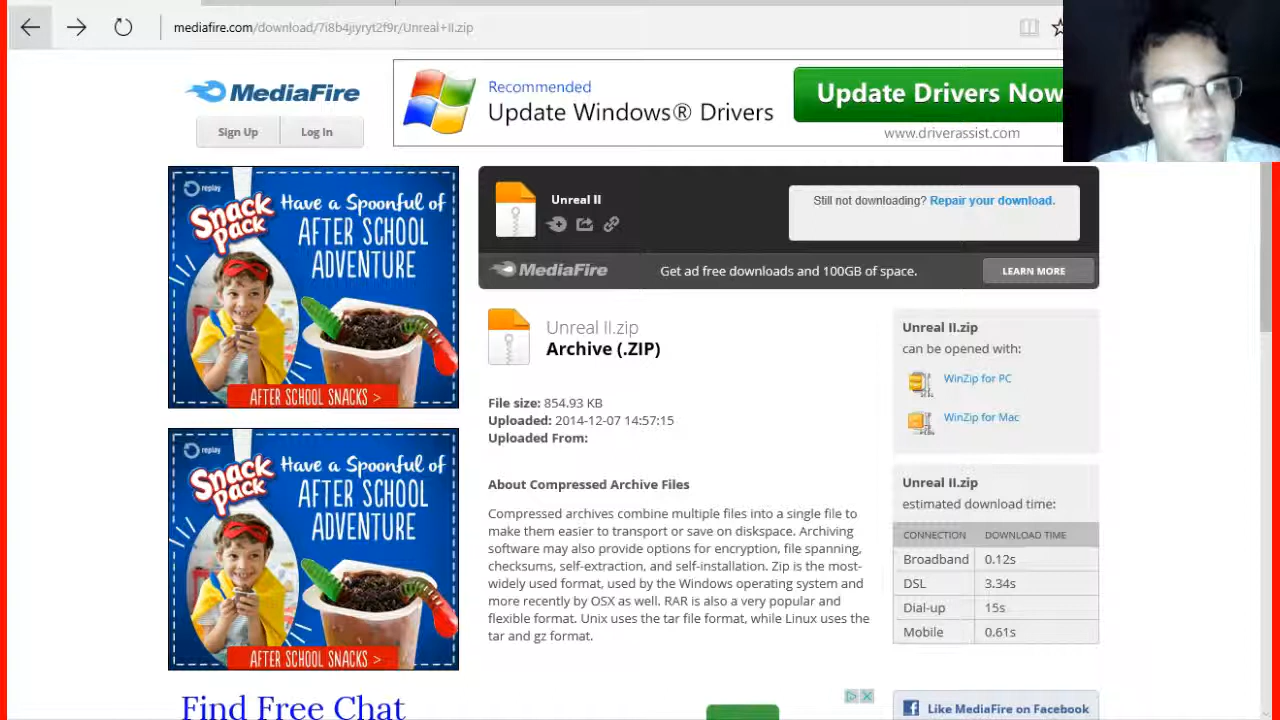 mediafire.com/download/7i8b4jjyryt2f9r/Unreal+II.zip
MediaFire
Sign Up
Log In
Recommended
Update Windows® Drivers
Update Drivers Now
www.driverassist.com
replay
Snack Pack
Have a Spoonful of
AFTER SCHOOL
ADVENTURE
AFTER SCHOOL SNACKS >
replay
Snack Pack
Have a Spoonful of
AFTER SCHOOL
ADVENTURE
AFTER SCHOOL SNACKS >
Find Free Chat
Unreal II
Still not downloading? Repair your download.
MediaFire
Get ad free downloads and 100GB of space.
LEARN MORE
Unreal II.zip
Archive (.ZIP)
File size: 854.93 KB
Uploaded: 2014-12-07 14:57:15
Uploaded From:
About Compressed Archive Files
Compressed archives combine multiple files into a single file to
make them easier to transport or save on diskspace. Archiving
software may also provide options for encryption, file spanning,
checksums, self-extraction, and self-installation. Zip is the most-
widely used format, used by the Windows operating system and
more recently by OSX as well. RAR is also a very popular and
flexible format. Unix uses the tar file format, while Linux uses the
tar and gz format.
Unreal II.zip
can be opened with:
WinZip for PC
WinZip for Mac
Unreal II.zip
estimated download time:
CONNECTION DOWNLOAD TIME
Broadband 0.12s
DSL 3.34s
Dial-up 15s
Mobile 0.61s
Like MediaFire on Facebook